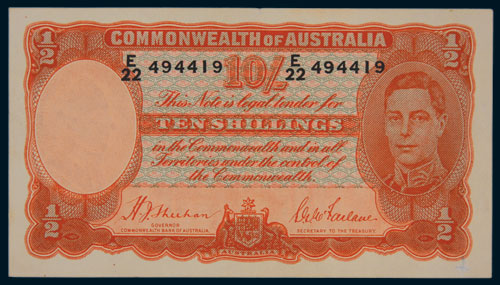 1/2 COMMONWEALTH OF AUSTRALIA 1/2
E/22 494419 E/22 494419
10/-
This Note is legal tender for
TEN SHILLINGS
in the Commonwealth and in all
Territories under the control of
the Commonwealth.
H.J. Sheehan S.G. McFarlane
GOVERNOR SECRETARY TO THE TREASURY.
COMMONWEALTH BANK OF AUSTRALIA.
1/2 AUSTRALIA 1/2